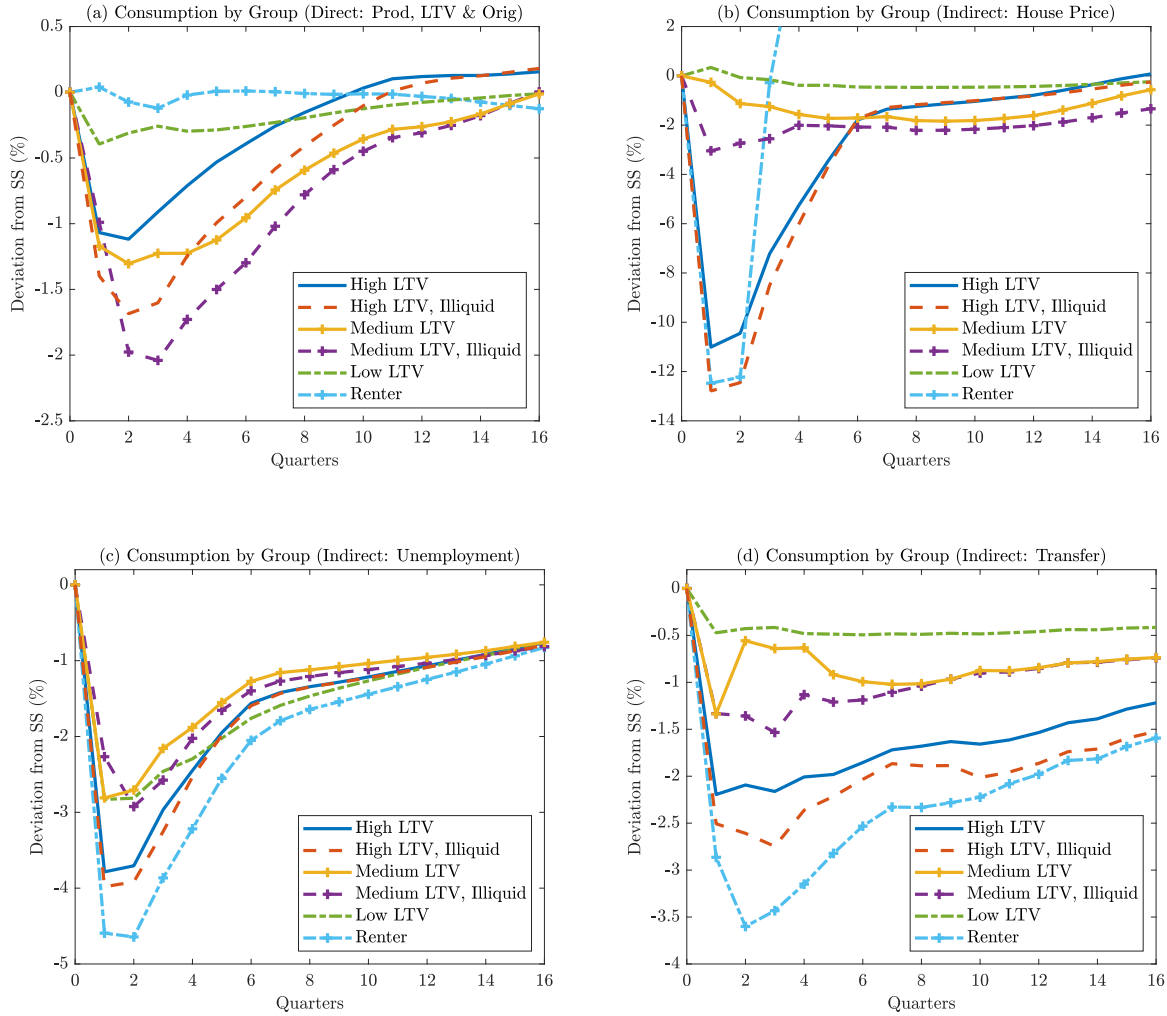 (a) Consumption by Group (Direct: Prod, LTV & Orig)
0.5
0
-0.5
-1
-1.5
-2
-2.5
Deviation from SS (%)
0 2 4 6 8 10 12 14 16
Quarters
High LTV
High LTV, Illiquid
Medium LTV
Medium LTV, Illiquid
Low LTV
Renter
(b) Consumption by Group (Indirect: House Price)
2
0
-2
-4
-6
-8
-10
-12
-14
Deviation from SS (%)
0 2 4 6 8 10 12 14 16
Quarters
High LTV
High LTV, Illiquid
Medium LTV
Medium LTV, Illiquid
Low LTV
Renter
(c) Consumption by Group (Indirect: Unemployment)
0
-1
-2
-3
-4
-5
Deviation from SS (%)
0 2 4 6 8 10 12 14 16
Quarters
High LTV
High LTV, Illiquid
Medium LTV
Medium LTV, Illiquid
Low LTV
Renter
(d) Consumption by Group (Indirect: Transfer)
0
-0.5
-1
-1.5
-2
-2.5
-3
-3.5
-4
Deviation from SS (%)
0 2 4 6 8 10 12 14 16
Quarters
High LTV
High LTV, Illiquid
Medium LTV
Medium LTV, Illiquid
Low LTV
Renter